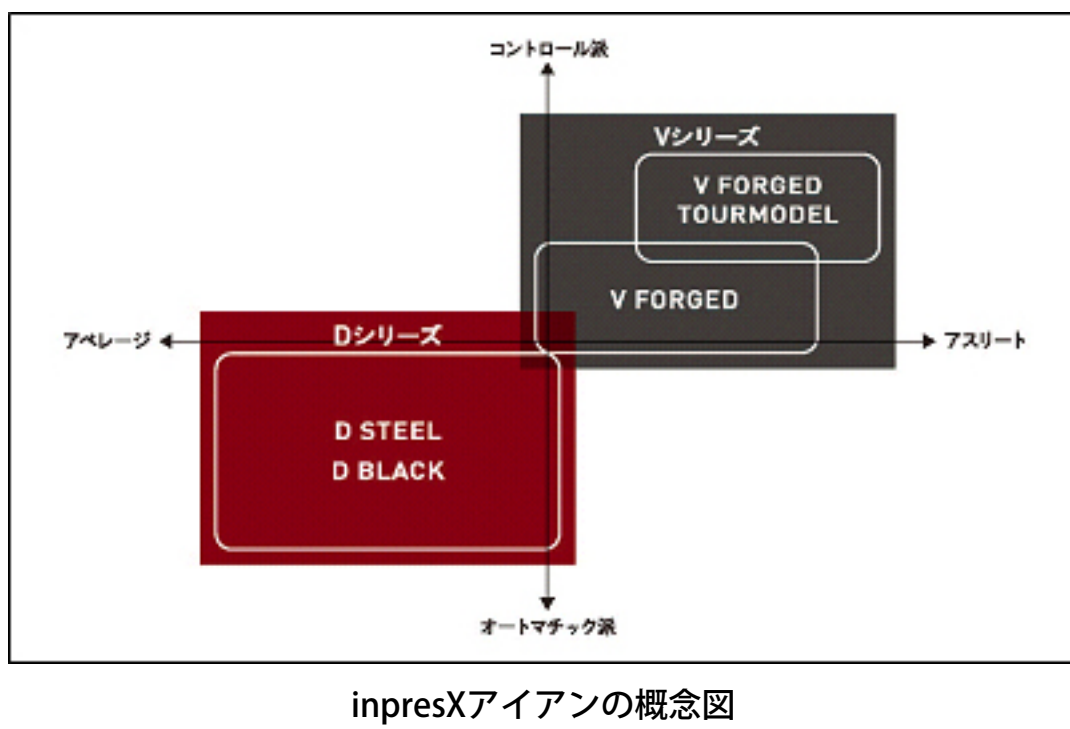 コントロール派
Vシリーズ
V FORGED
TOURMODEL
V FORGED
アベレージ
Dシリーズ
アスリート
D STEEL
D BLACK
オートマチック派
inpresXアイアンの概念図